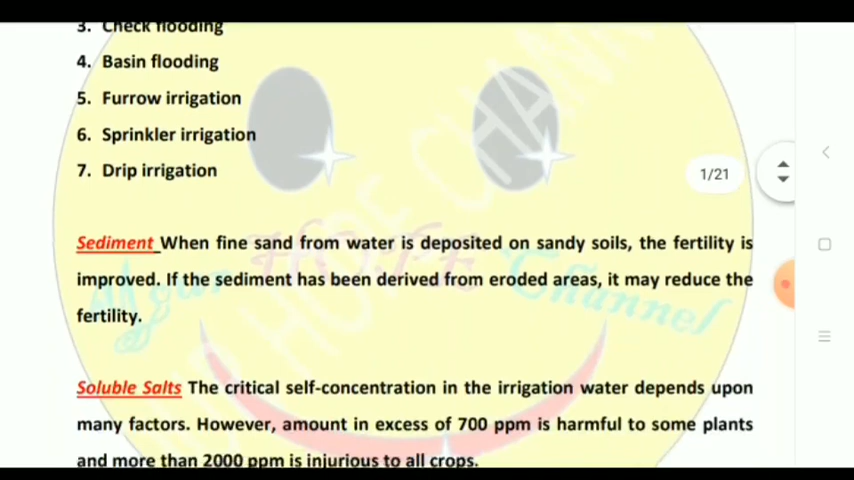 3. Check flooding
4. Basin flooding
5. Furrow irrigation
6. Sprinkler irrigation
7. Drip irrigation
1/21
Sediment When fine sand from water is deposited on sandy soils, the fertility is
improved. If the sediment has been derived from eroded areas, it may reduce the
fertility.
Your HOPE Channel
Soluble Salts The critical self-concentration in the irrigation water depends upon
many factors. However, amount in excess of 700 ppm is harmful to some plants
and more than 2000 ppm is injurious to all crops.